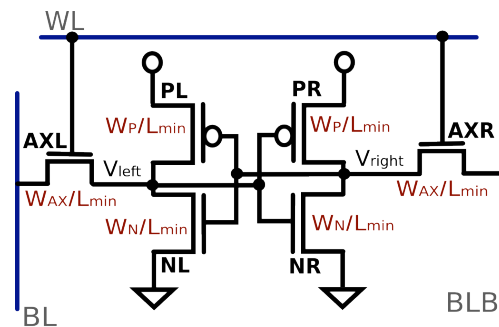 WL
PL
PR
WP/Lmin
WP/Lmin
AXL
AXR
Vleft
Vright
WAX/Lmin
WAX/Lmin
WN/Lmin
WN/Lmin
NL
NR
BL
BLB